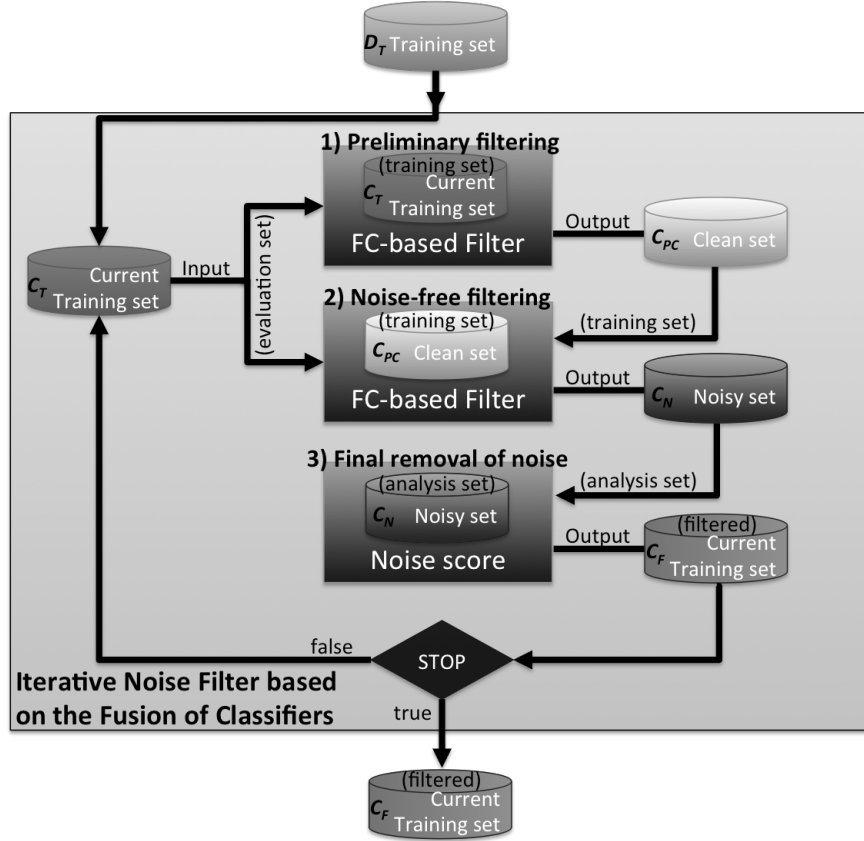 D_T Training set
1) Preliminary filtering
(training set)
C_T Current
Training set
FC-based Filter
Output
C_PC Clean set
C_T Current
Training set
Input
(evaluation set)
2) Noise-free filtering
(training set)
C_PC Clean set
FC-based Filter
(training set)
Output
C_N Noisy set
3) Final removal of noise
(analysis set)
C_N Noisy set
Noise score
(analysis set)
Output
(filtered)
C_F Current
Training set
false
STOP
true
Iterative Noise Filter based
on the Fusion of Classifiers
(filtered)
C_F Current
Training set